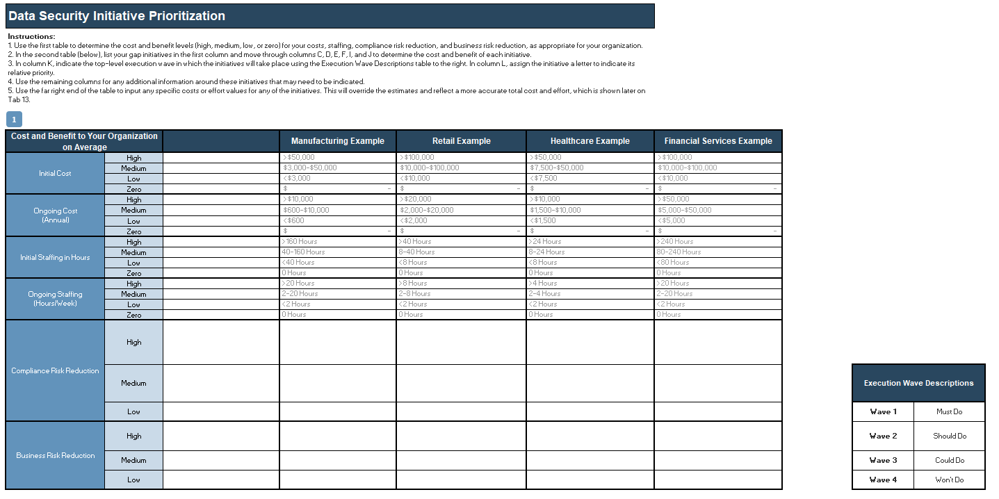 Data Security Initiative Prioritization
Instructions:
1. Use the first table to determine the cost and benefit levels (high, medium, low, or zero) for your costs, staffing, compliance risk reduction, and business risk reduction, as appropriate for your organization.
2. In the second table (below), list your gap initiatives in the first column and move through columns C, D, E, F, I, and J to determine the cost and benefit of each initiative.
3. In column K, indicate the top-level execution wave in which the initiatives will take place using the Execution Wave Descriptions table to the right. In column L, assign the initiative a letter to indicate its
relative priority.
4. Use the remaining columns for any additional information around these initiatives that may need to be indicated.
5. Use the far right end of the table to input any specific costs or effort values for any of the initiatives. This will override the estimates and reflect a more accurate total cost and effort, which is shown later on
Tab 13.
1
Cost and Benefit to Your Organization
on Average
Manufacturing Example
Retail Example
Healthcare Example
Financial Services Example
Initial Cost
High
>$50,000
>$100,000
>$50,000
>$100,000
Medium
$3,000-$50,000
$10,000-$100,000
$7,500-$50,000
$10,000-$100,000
Low
<$3,000
<$10,000
<$7,500
<$10,000
Zero
$ -
$ -
$ -
$ -
Ongoing Cost
(Annual)
High
>$10,000
>$20,000
>$10,000
>$50,000
Medium
$600-$10,000
$2,000-$20,000
$1,500-$10,000
$5,000-$50,000
Low
<$600
<$2,000
<$1,500
<$5,000
Zero
$ -
$ -
$ -
$ -
Initial Staffing in Hours
High
>160 Hours
>40 Hours
>24 Hours
>240 Hours
Medium
40-160 Hours
8-40 Hours
8-24 Hours
80-240 Hours
Low
<40 Hours
<8 Hours
<8 Hours
<80 Hours
Zero
0 Hours
0 Hours
0 Hours
0 Hours
Ongoing Staffing
(Hours/Week)
High
>20 Hours
>8 Hours
>4 Hours
>20 Hours
Medium
2-20 Hours
2-8 Hours
2-4 Hours
2-20 Hours
Low
<2 Hours
<2 Hours
<2 Hours
<2 Hours
Zero
0 Hours
0 Hours
0 Hours
0 Hours
Compliance Risk Reduction
High
Medium
Low
Business Risk Reduction
High
Medium
Low
Execution Wave Descriptions
Wave 1
Must Do
Wave 2
Should Do
Wave 3
Could Do
Wave 4
Won't Do